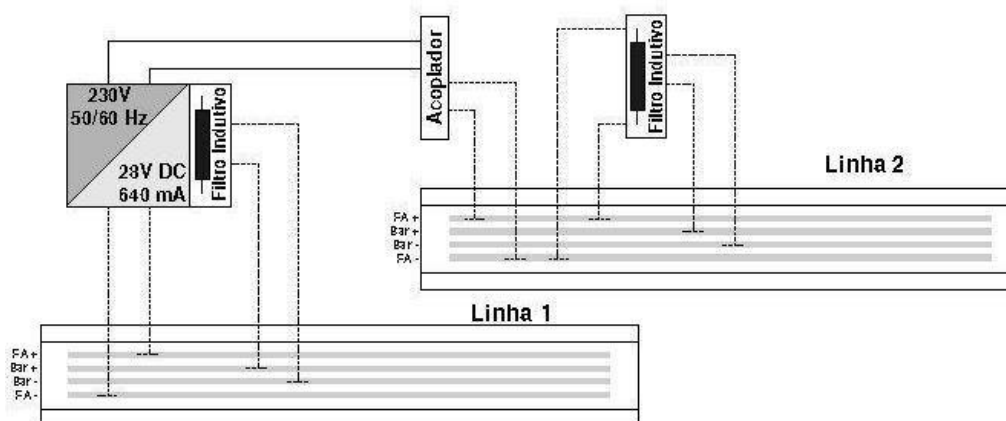 230V
50/60 Hz
28V DC
640 mA
Filtro Indutivo
Acoplador
Filtro Indutivo
Linha 2
FA +
Bar +
Bar -
FA -
Linha 1
FA +
Bar +
Bar -
FA -